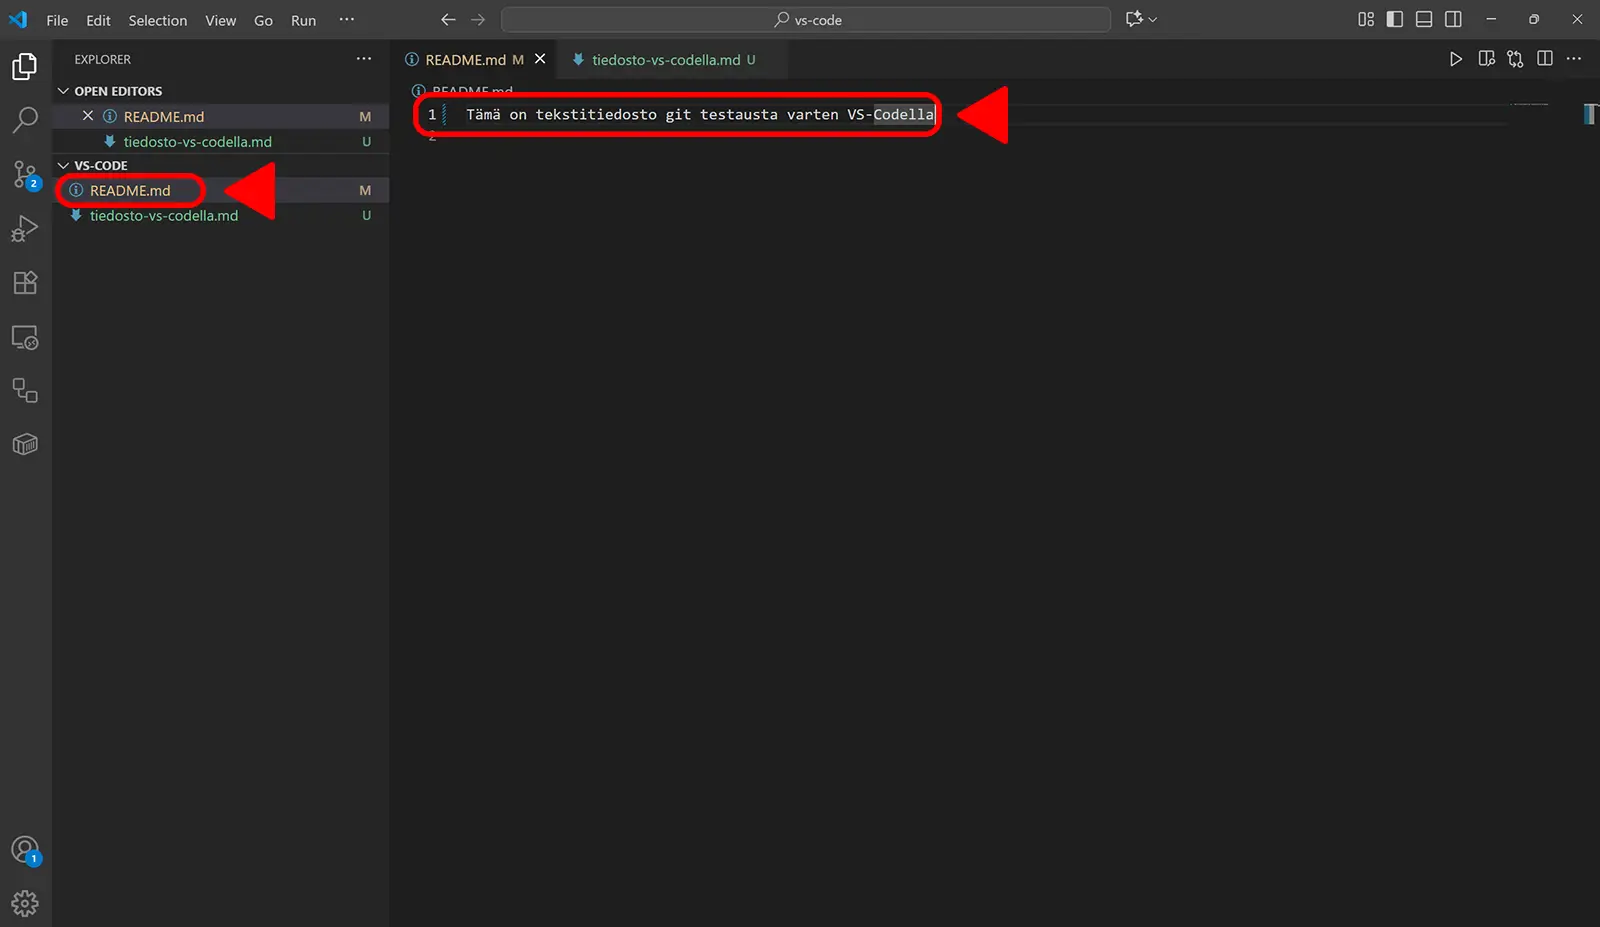 File Edit Selection View Go Run ··· vs-code
EXPLORER ···
OPEN EDITORS
README.md M
tiedosto-vs-codella.md U
VS-CODE
README.md M
tiedosto-vs-codella.md U
2
1
README.md M tiedosto-vs-codella.md U
README.md
1 Tämä on tekstitiedosto git testausta varten VS-Codella
2